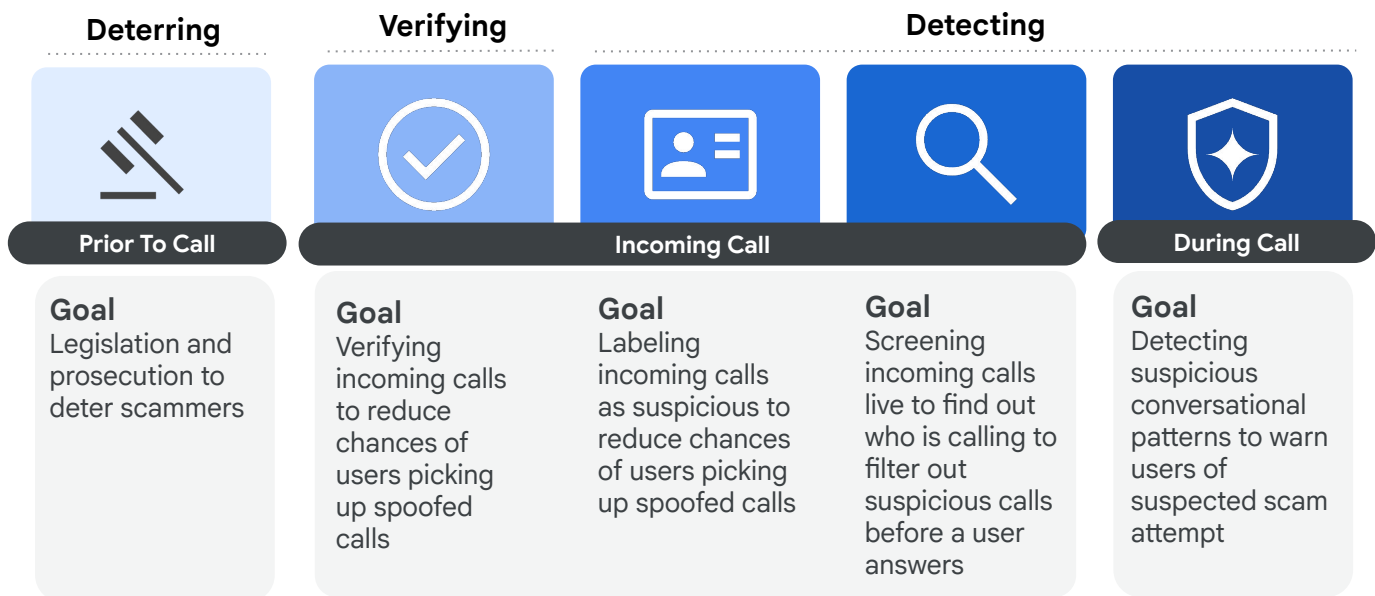 Deterring
Verifying
Detecting
Prior To Call
Incoming Call
During Call
Goal
Legislation and
prosecution to
deter scammers
Goal
Verifying
incoming calls
to reduce
chances of
users picking
up spoofed
calls
Goal
Labeling
incoming calls
as suspicious to
reduce chances
of users picking
up spoofed calls
Goal
Screening
incoming calls
live to find out
who is calling to
filter out
suspicious calls
before a user
answers
Goal
Detecting
suspicious
conversational
patterns to warn
users of
suspected scam
attempt